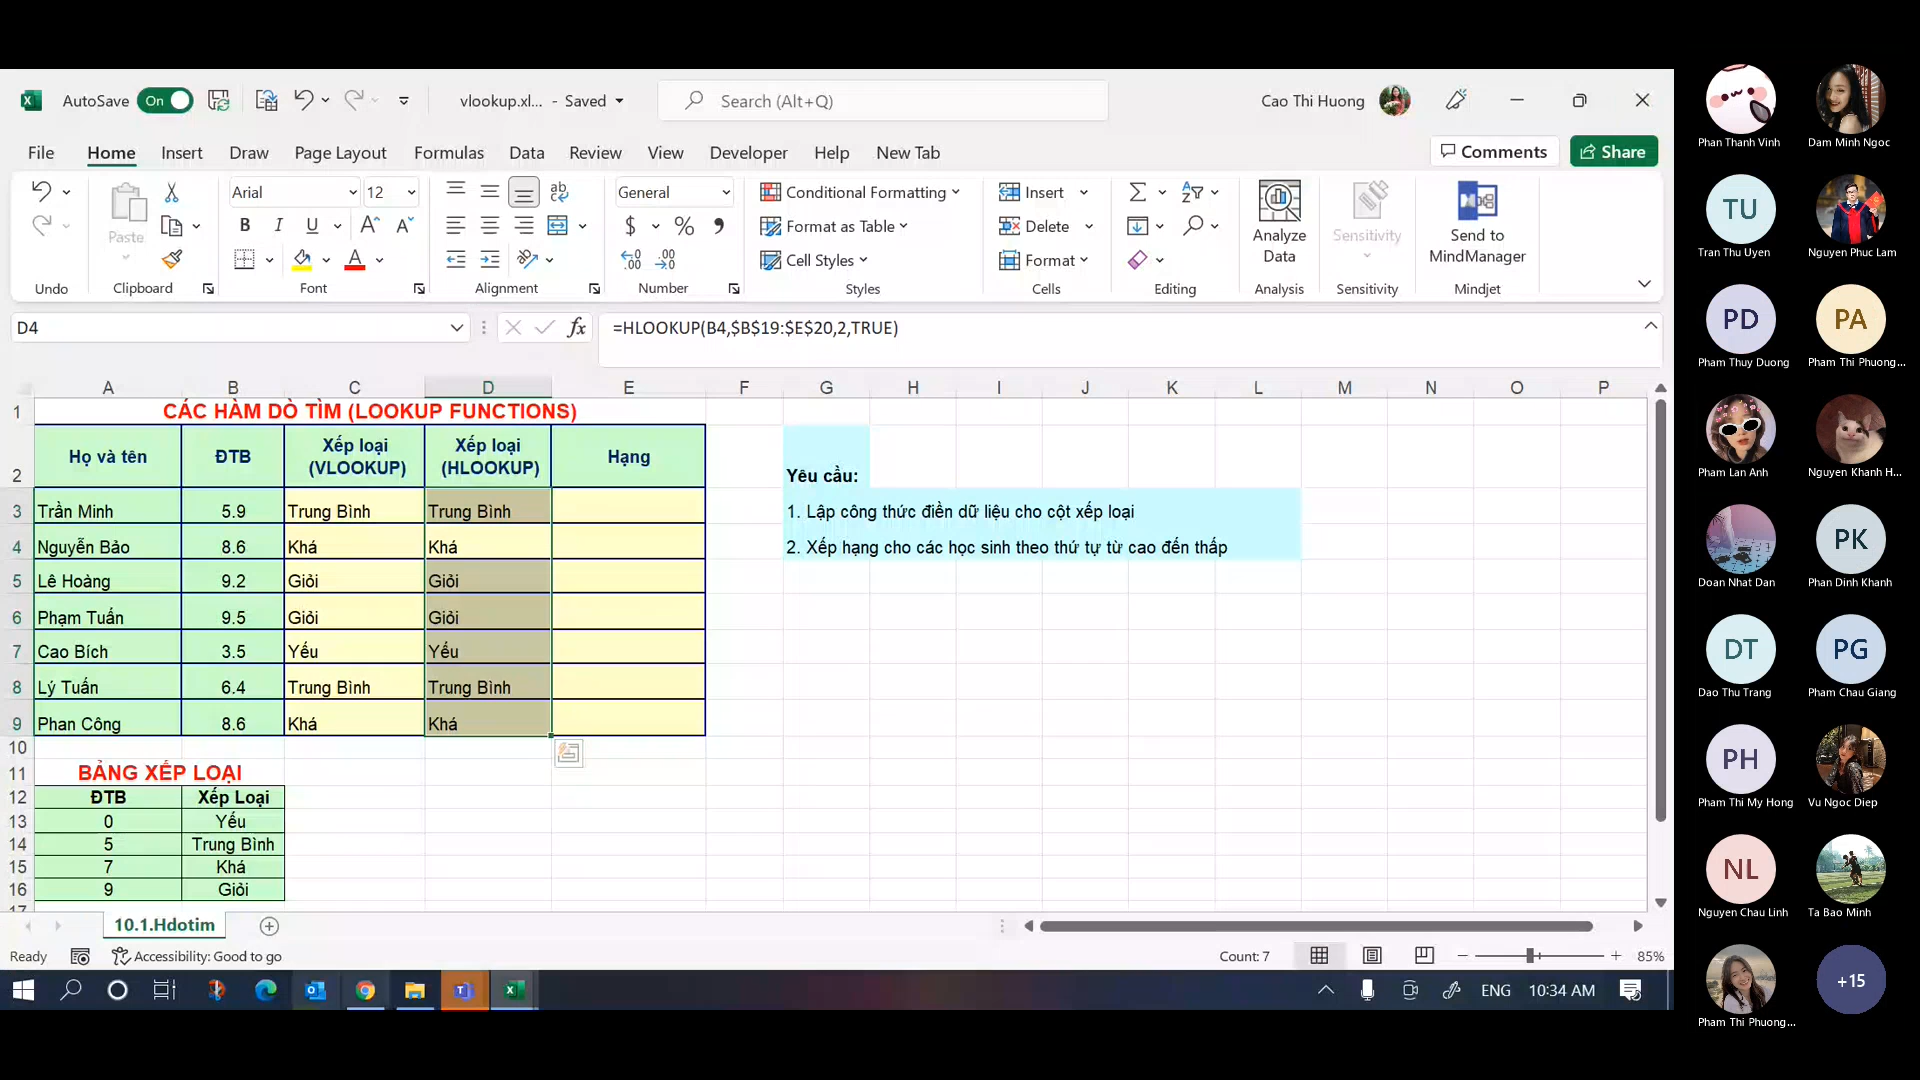 AutoSave On vlookup.xl... - Saved Search (Alt+Q) Cao Thi Huong
File Home Insert Draw Page Layout Formulas Data Review View Developer Help New Tab Comments Share
Paste
Arial 12
B I U
General
$ % 9
Conditional Formatting
Format as Table
Cell Styles
Insert
Delete
Format
Analyze Data
Sensitivity
Send to MindManager
Undo Clipboard Font Alignment Number Styles Cells Editing Analysis Sensitivity Mindjet
D4 fx =HLOOKUP(B4,$B$19:$E$20,2,TRUE)
A B C D E F G H I J K L M N O P
1 CÁC HÀM DÒ TÌM (LOOKUP FUNCTIONS)
2 Họ và tên ĐTB Xếp loại (VLOOKUP) Xếp loại (HLOOKUP) Hạng Yêu cầu:
3 Trần Minh 5.9 Trung Bình Trung Bình 1. Lập công thức điền dữ liệu cho cột xếp loại
4 Nguyễn Bảo 8.6 Khá Khá 2. Xếp hạng cho các học sinh theo thứ tự từ cao đến thấp
5 Lê Hoàng 9.2 Giỏi Giỏi
6 Phạm Tuấn 9.5 Giỏi Giỏi
7 Cao Bích 3.5 Yếu Yếu
8 Lý Tuấn 6.4 Trung Bình Trung Bình
9 Phan Công 8.6 Khá Khá
10
11 BẢNG XẾP LOẠI
12 ĐTB Xếp Loại
13 0 Yếu
14 5 Trung Bình
15 7 Khá
16 9 Giỏi
17
10.1.Hdotim
Ready Accessibility: Good to go Count: 7 85%
ENG 10:34 AM
Phan Thanh Vinh Dam Minh Ngoc
TU
Tran Thu Uyen Nguyen Phuc Lam
PD PA
Pham Thuy Duong Pham Thi Phuong...
Pham Lan Anh Nguyen Khanh H...
PK
Doan Nhat Dan Phan Dinh Khanh
DT PG
Dao Thu Trang Pham Chau Giang
PH
Pham Thi My Hong Vu Ngoc Diep
NL
Nguyen Chau Linh Ta Bao Minh
+15
Pham Thi Phuong...